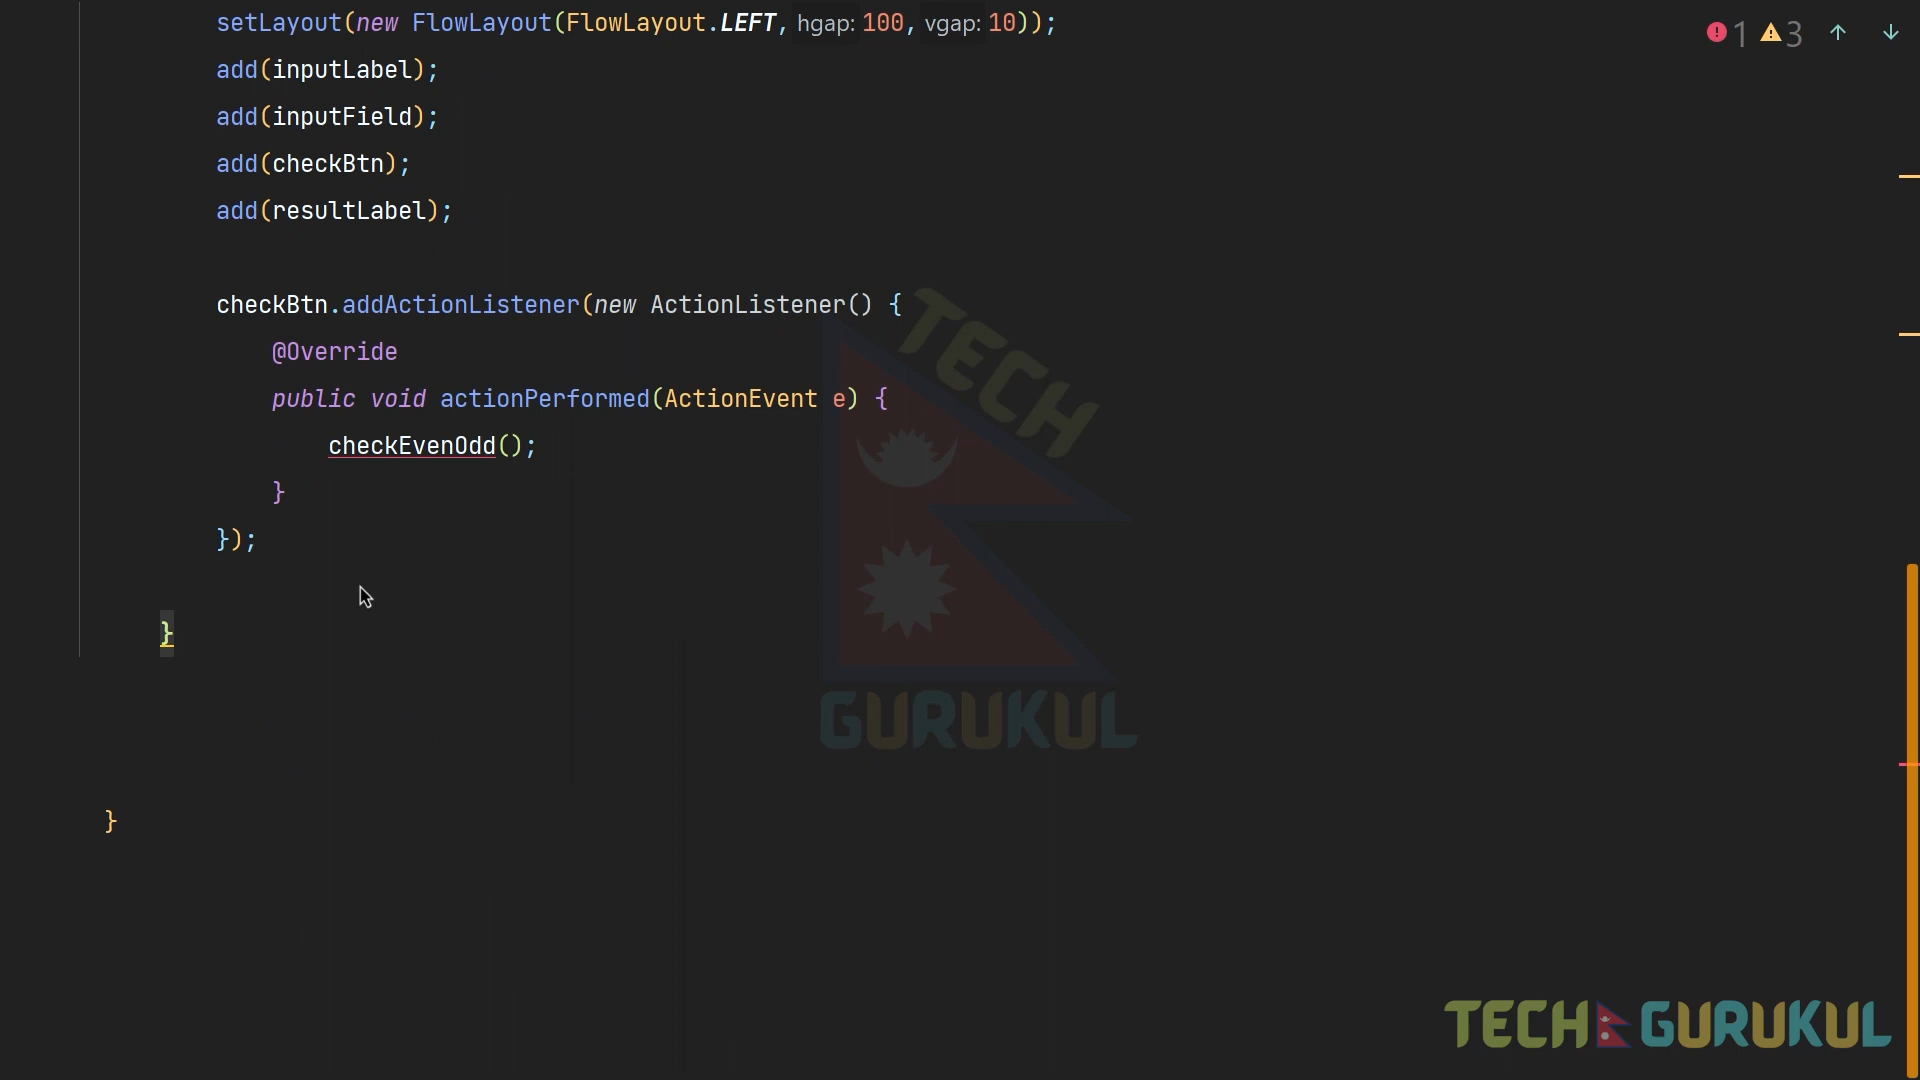 setLayout(new FlowLayout(FlowLayout.LEFT, hgap: 100, vgap: 10));
add(inputLabel);
add(inputField);
add(checkBtn);
add(resultLabel);
checkBtn.addActionListener(new ActionListener() {
@Override
public void actionPerformed(ActionEvent e) {
checkEvenOdd();
}
});
}
}
1 3
TECH
GURUKUL
TECH GURUKUL